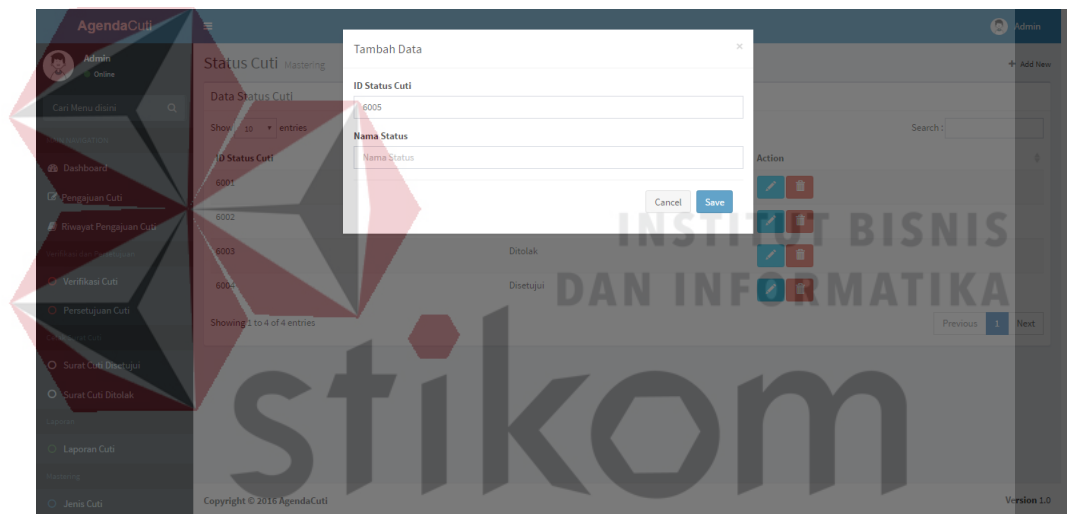 AgendaCuti
Admin
Admin
Online
Cari Menu disini
Dashboard
Pengajuan Cuti
Riwayat Pengajuan Cuti
Verifikasi Cuti
Persetujuan Cuti
Surat Cuti Disetujui
Surat Cuti Ditolak
Laporan
Laporan Cuti
Mastering
Jenis Cuti
Status Cuti Mastering
+ Add New
Data Status Cuti
Show 10 entries
Search :
ID Status Cuti
Action
6001
6002
6003 Ditolak
6004 Disetujui
Showing 1 to 4 of 4 entries
Previous 1 Next
Tambah Data
×
ID Status Cuti
6005
Nama Status
Nama Status
Cancel Save
INSTITUT BISNIS
DAN INFORMATIKA
stikom
Copyright © 2016 AgendaCuti
Version 1.0